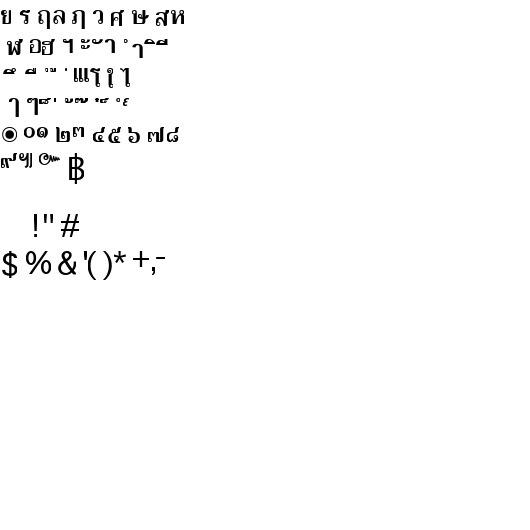 ย ร ฤ ล ฦ ว ศ ษ ส ห
ฬ อ ฮ ฯ ะ ั า ำ ิ ี
ึ ื ุ ู ฺ แ โ ใ ไ
ๅ ๆ ็ ่ ้ ๊ ๋ ์ ํ ๎
๏ ๐ ๑ ๒ ๓ ๔ ๕ ๖ ๗ ๘
๙ ๚ ๛ ฿
! " #
$ % & ' ( ) * + , -